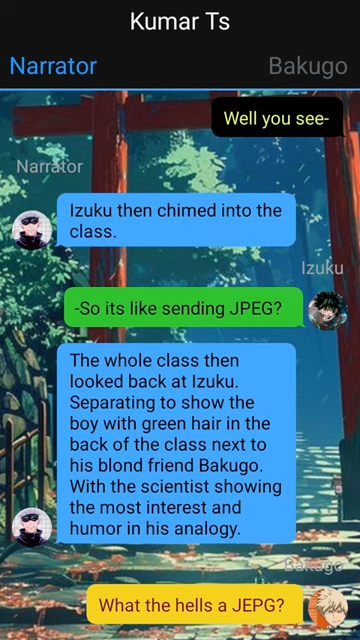 Kumar Ts
Narrator
Bakugo
Well you see-
Narrator
Izuku then chimed into the
class.
Izuku
-So its like sending JPEG?
The whole class then
looked back at Izuku.
Separating to show the
boy with green hair in the
back of the class next to
his blond friend Bakugo.
With the scientist showing
the most interest and
humor in his analogy.
Bakugo
What the hells a JEPG?